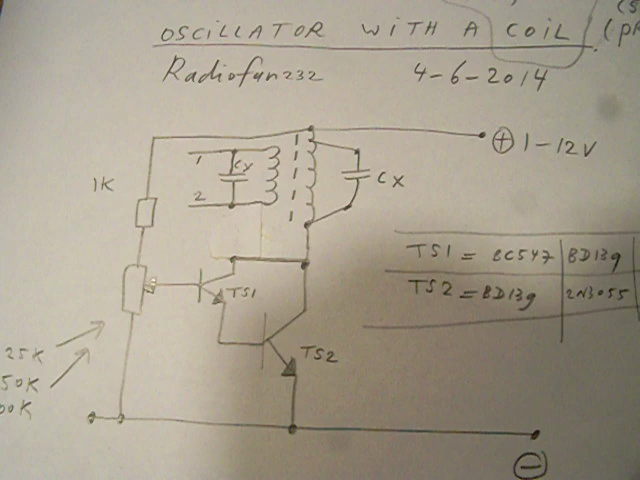 OSCILLATOR WITH A COIL
Radiofan232 4-6-2014
⊕ 1-12V
1 Cx
Cx
1K
2
TS1 = BC547 BD139
TS2 = BD139 2N3055
TS1
25K
50K
TS2
00K
⊖